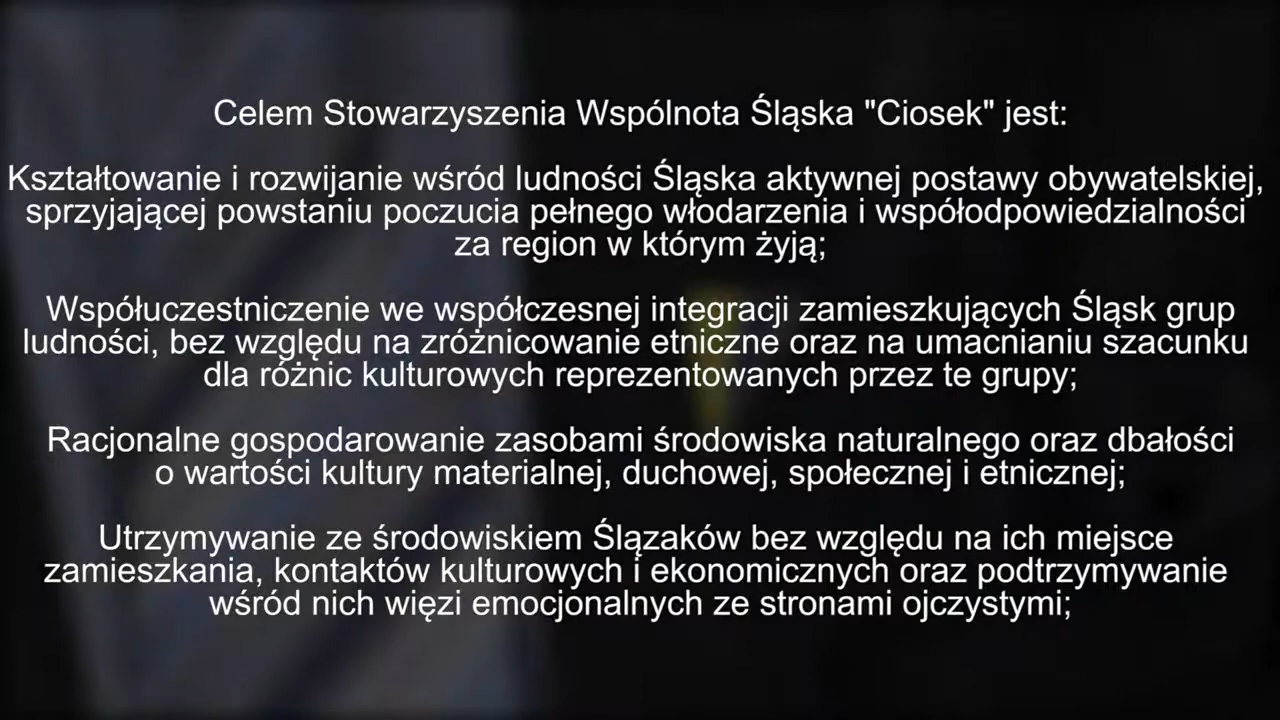 Celem Stowarzyszenia Wspólnota Śląska "Ciosek" jest:
Kształtowanie i rozwijanie wśród ludności Śląska aktywnej postawy obywatelskiej,
sprzyjającej powstaniu poczucia pełnego włodarzenia i współodpowiedzialności
za region w którym żyją;
Współuczestniczenie we współczesnej integracji zamieszkujących Śląsk grup
ludności, bez względu na zróżnicowanie etniczne oraz na umacnianiu szacunku
dla różnic kulturowych reprezentowanych przez te grupy;
Racjonalne gospodarowanie zasobami środowiska naturalnego oraz dbałości
o wartości kultury materialnej, duchowej, społecznej i etnicznej;
Utrzymywanie ze środowiskiem Ślązaków bez względu na ich miejsce
zamieszkania, kontaktów kulturowych i ekonomicznych oraz podtrzymywanie
wśród nich więzi emocjonalnych ze stronami ojczystymi;